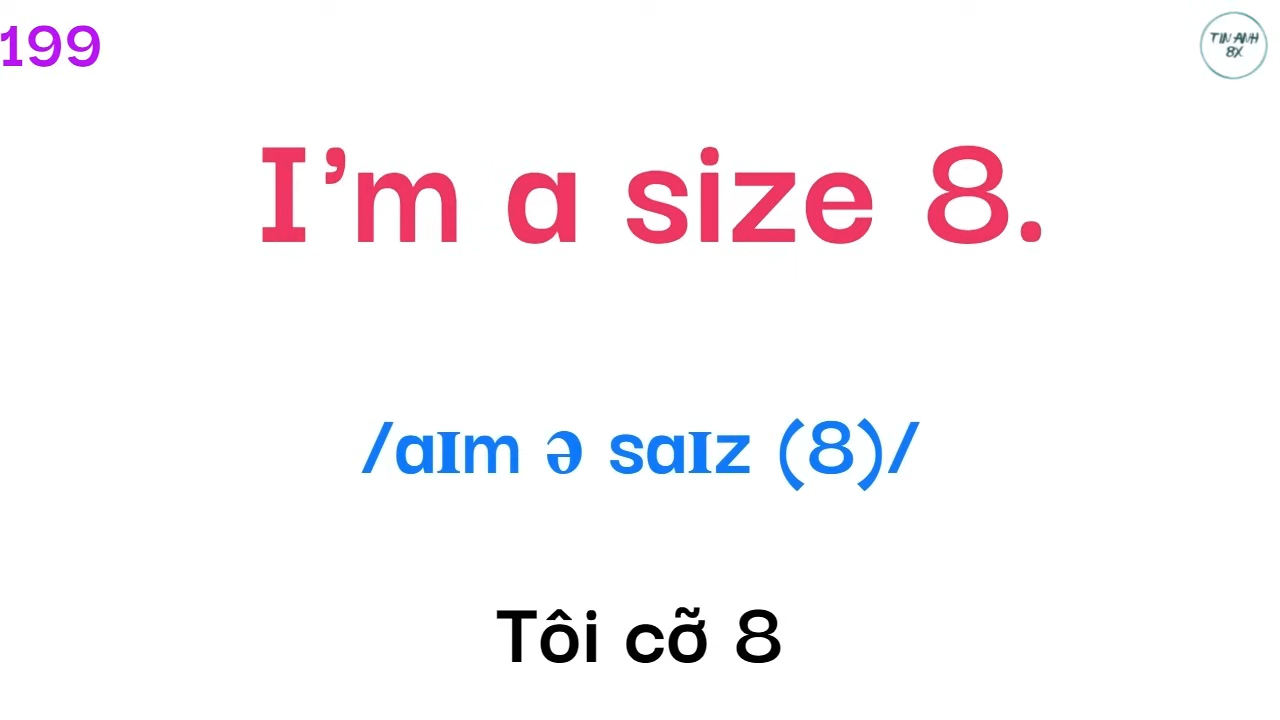 199
TIN ANH
8X
I’m a size 8.
/aɪm ə saɪz (8)/
Tôi cỡ 8